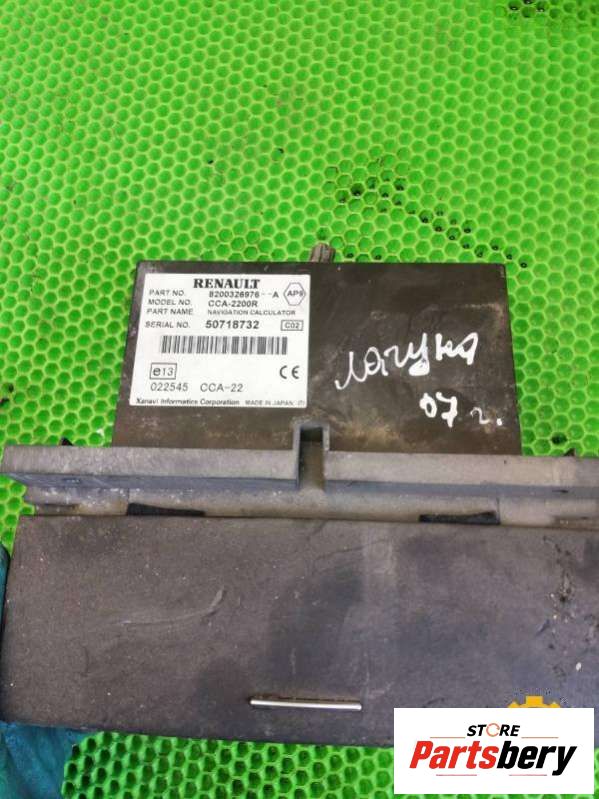 RENAULT
PART NO. 8200326976--A
MODEL NO. CCA-2200R
PART NAME NAVIGATION CALCULATOR
SERIAL NO. 50718732
AP9
C02
e13
022545 CCA-22
CE
Xanavi Informatics Corporation MADE IN JAPAN
лагуна
07 г.
STORE
Partsbery